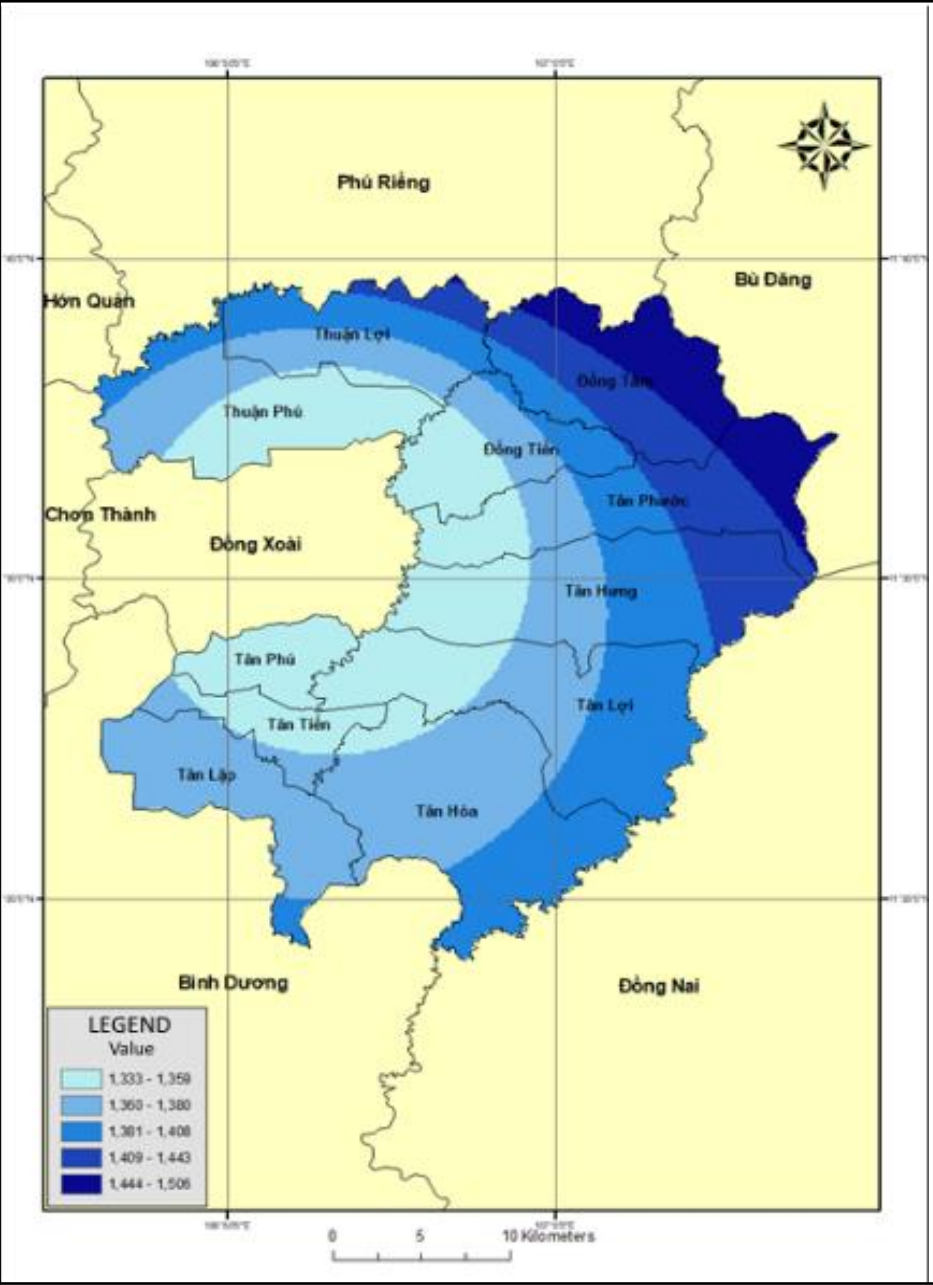 Phú Riềng
Bù Đăng
Hớn Quản
Thuận Lợi
Đồng Tâm
Thuận Phú
Đồng Tiến
Tân Phước
Chơn Thành
Đồng Xoài
Tân Hưng
Tân Phú
Tân Lợi
Tân Tiến
Tân Lập
Tân Hòa
Bình Dương
Đồng Nai
LEGEND
Value
1,333 - 1,359
1,360 - 1,380
1,381 - 1,408
1,409 - 1,443
1,444 - 1,506
0 5 10 Kilometers